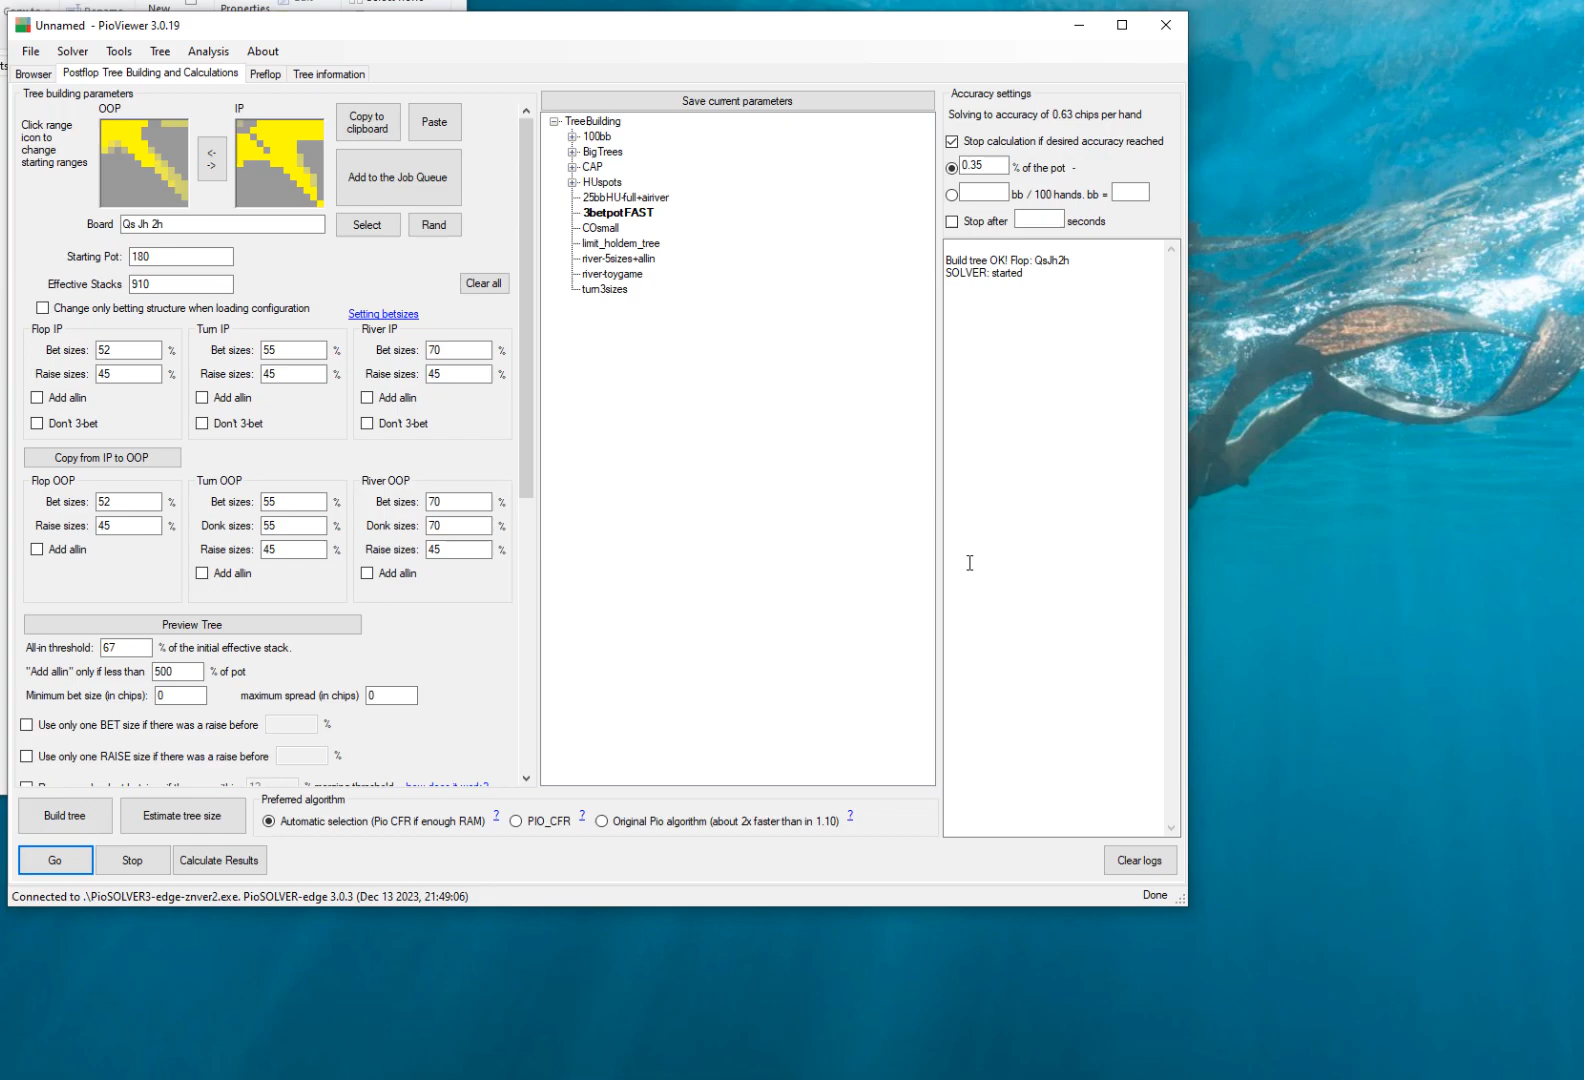 New
Properties
Unnamed - PioViewer 3.0.19
File Solver Tools Tree Analysis About
Browser Postflop Tree Building and Calculations Preflop Tree information
Tree building parameters
OOP IP
Click range
icon to
change
starting ranges
<-
->
Copy to
clipboard
Paste
Add to the Job Queue
Board Qs Jh 2h
Select Rand
Starting Pot: 180
Effective Stacks 910
Clear all
Change only betting structure when loading configuration
Setting betsizes
Flop IP Turn IP River IP
Bet sizes: 52 % Bet sizes: 55 % Bet sizes: 70 %
Raise sizes: 45 % Raise sizes: 45 % Raise sizes: 45 %
Add allin Add allin Add allin
Don't 3-bet Don't 3-bet Don't 3-bet
Copy from IP to OOP
Flop OOP Turn OOP River OOP
Bet sizes: 52 % Bet sizes: 55 % Bet sizes: 70 %
Raise sizes: 45 % Donk sizes: 55 % Donk sizes: 70 %
Add allin Raise sizes: 45 % Raise sizes: 45 %
Add allin Add allin
Preview Tree
All-in threshold: 67 % of the initial effective stack.
"Add allin" only if less than 500 % of pot
Minimum bet size (in chips): 0 maximum spread (in chips) 0
Use only one BET size if there was a raise before %
Use only one RAISE size if there was a raise before %
Build tree Estimate tree size
Preferred algorithm
Automatic selection (Pio CFR if enough RAM) ? PIO_CFR ? Original Pio algorithm (about 2x faster than in 1.10) ?
Go Stop Calculate Results
Connected to .\PioSOLVER3-edge-znver2.exe. PioSOLVER-edge 3.0.3 (Dec 13 2023, 21:49:06)
Save current parameters
TreeBuilding
100bb
BigTrees
CAP
HUspots
25bbHU-full+airiver
3betpotFAST
COsmall
limit_holdem_tree
river-5sizes+allin
river-toygame
turn3sizes
Accuracy settings
Solving to accuracy of 0.63 chips per hand
Stop calculation if desired accuracy reached
0.35 % of the pot -
bb / 100 hands. bb =
Stop after seconds
Build tree OK! Flop: QsJh2h
SOLVER: started
Clear logs
Done